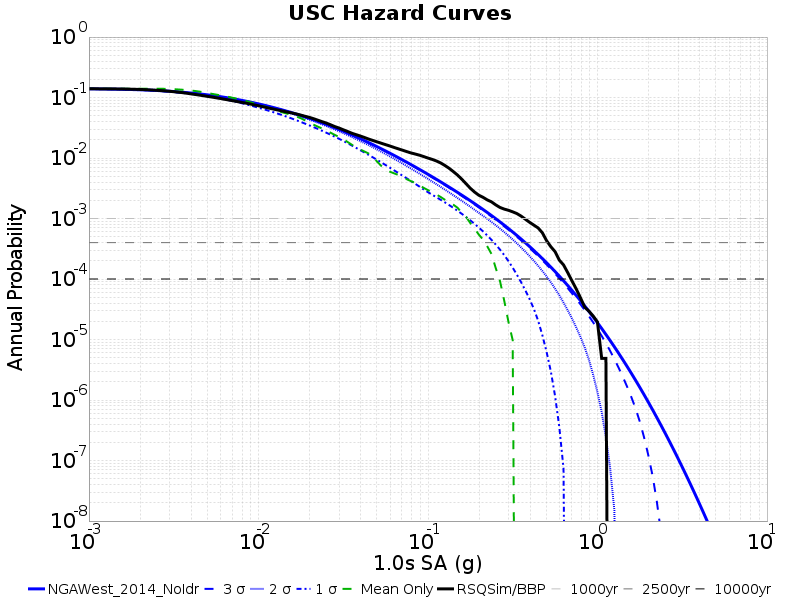 USC Hazard Curves
10^0
10^-1
10^-2
10^-3
10^-4
10^-5
10^-6
10^-7
10^-8
Annual Probability
10^-3 10^-2 10^-1 10^0 10^1
1.0s SA (g)
NGAWest_2014_NoIdr 3 σ 2 σ 1 σ Mean Only RSQSim/BBP 1000yr 2500yr 10000yr